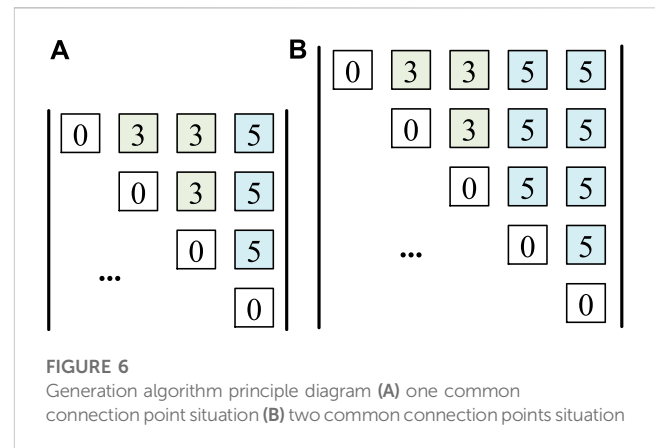 A
0 3 3 5
0 3 5
0 5
...
0
B
0 3 3 5 5
0 3 5 5
0 5 5
... 0 5
0
FIGURE 6
Generation algorithm principle diagram (A) one common
connection point situation (B) two common connection points situation